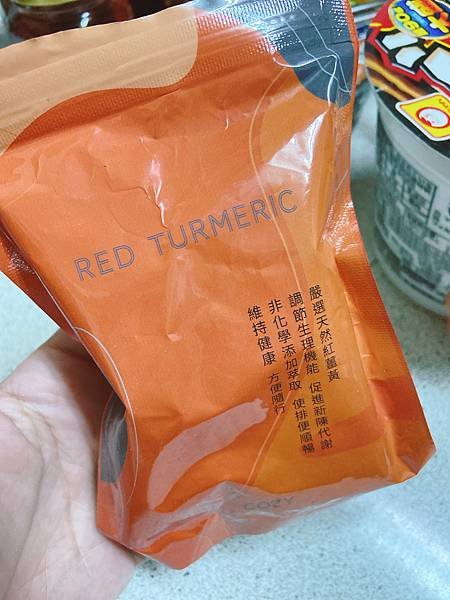 RED TURMERIC
嚴選天然紅薑黃
調節生理機能 促進新陳代謝
非化學添加萃取 使排便順暢
維持健康 方便隨行
COZY